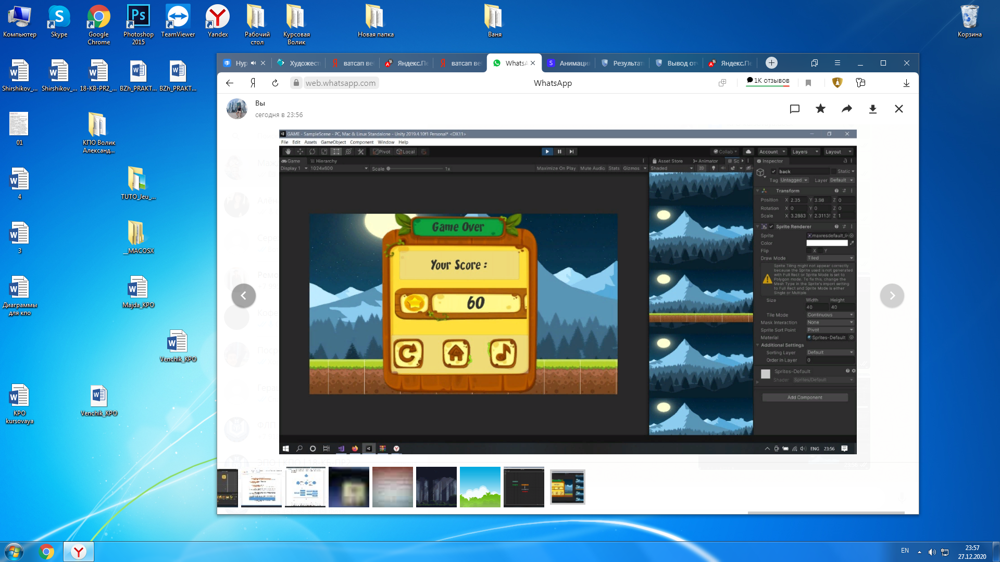 Компьютер
Skype
Google Chrome
Photoshop 2015
TeamViewer
Yandex
Рабочий стол
Курсовая Волик
Новая папка
Ваня
Корзина
Shirshikov_...
Shirshikov_...
18-KB-PR2_...
BZh_PRAKT...
BZh_PRAKT...
01
КПО Волик Александ...
4
TUTO_Jeu_...
3
__MACOSX
Диаграммы для кпо
Majda_KPO
Venchik_KPO
KPO kursovaya
Venchik_KPO
Нур
Художест
ватсап ве
Яндекс.Пе
ватсап ве
WhatsA
Анимаци
Результат
Вывод от
Яндекс.Пе
web.whatsapp.com
WhatsApp
1K отзывов
Вы
сегодня в 23:56
GAME - SampleScene - PC, Mac & Linux Standalone - Unity 2019.4.10f1 Personal* <DX11>
File Edit Assets GameObject Component Window Help
Pivot Local
Collab Account Layers Layout
Game Hierarchy
Display 1 1024x600 Scale 1x Maximize On Play Mute Audio Stats Gizmos
Asset Store Animator Sc
Shaded 2D
Inspector
back Static
Tag Untagged Layer Default
Transform
Position X 2.35 Y 3.98 Z 0
Rotation X 0 Y 0 Z 0
Scale X 3.2883 Y 2.3113 Z 1
Sprite Renderer
Sprite maxresdefault_li
Color
Flip X Y
Draw Mode Tiled
Sprite Tiling might not appear correctly
because the Sprite used is not generated
with Full Rect or Sprite Mode is set to
Polygon mode. To fix this, change the
Mesh Type in the Sprite's import setting
to Full Rect and Sprite Mode is either
Single or Multiple
Size Width Height
40 40
Tile Mode Continuous
Mask Interaction None
Sprite Sort Point Pivot
Material Sprites-Default
Additional Settings
Sorting Layer Default
Order in Layer 0
Sprites-Default
Shader Sprites/Default
Add Component
Game Over
Your Score :
60
ENG 23:56
ЭПО | КПО | 18-КБ-ПР2
EN
23:57
27.12.2020